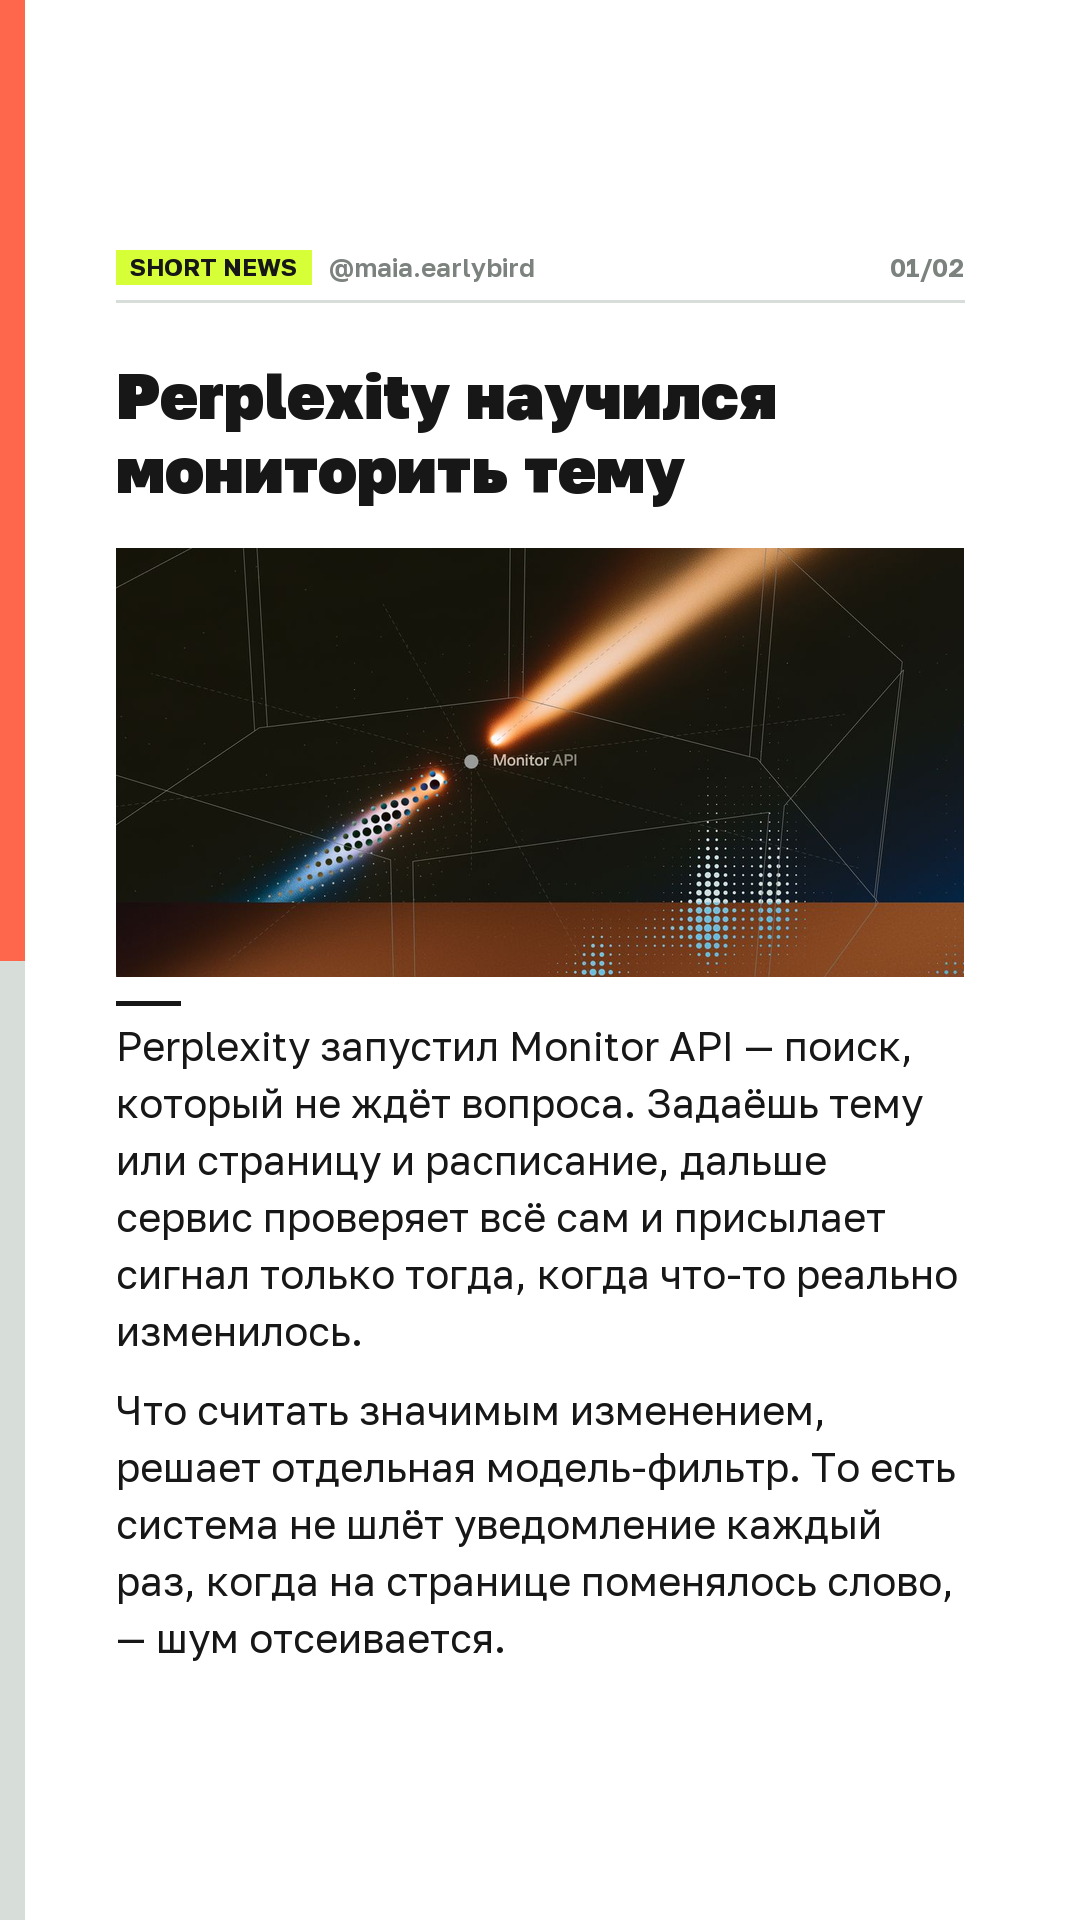 SHORT NEWS @maia.earlybird 01/02
Perplexity научился
мониторить тему
Monitor API
Perplexity запустил Monitor API — поиск,
который не ждёт вопроса. Задаёшь тему
или страницу и расписание, дальше
сервис проверяет всё сам и присылает
сигнал только тогда, когда что-то реально
изменилось.
Что считать значимым изменением,
решает отдельная модель-фильтр. То есть
система не шлёт уведомление каждый
раз, когда на странице поменялось слово,
— шум отсеивается.